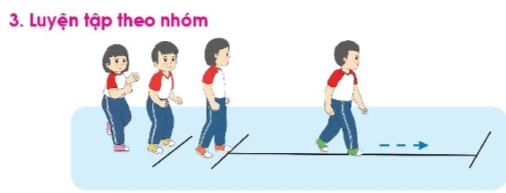 3. Luyện tập theo nhóm